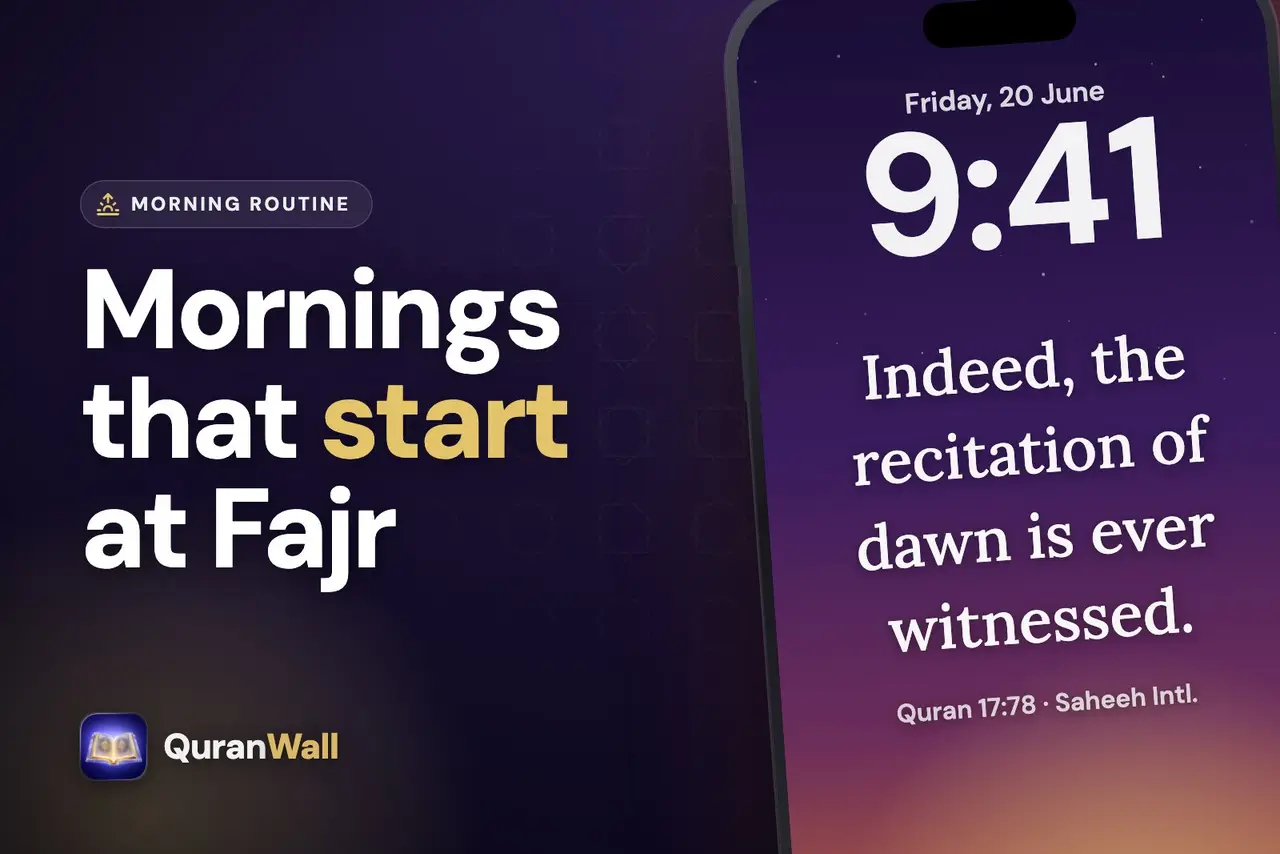 MORNING ROUTINE
Mornings
that start
at Fajr
QuranWall
Friday, 20 June
9:41
Indeed, the
recitation of
dawn is ever
witnessed.
Quran 17:78 · Saheeh Intl.